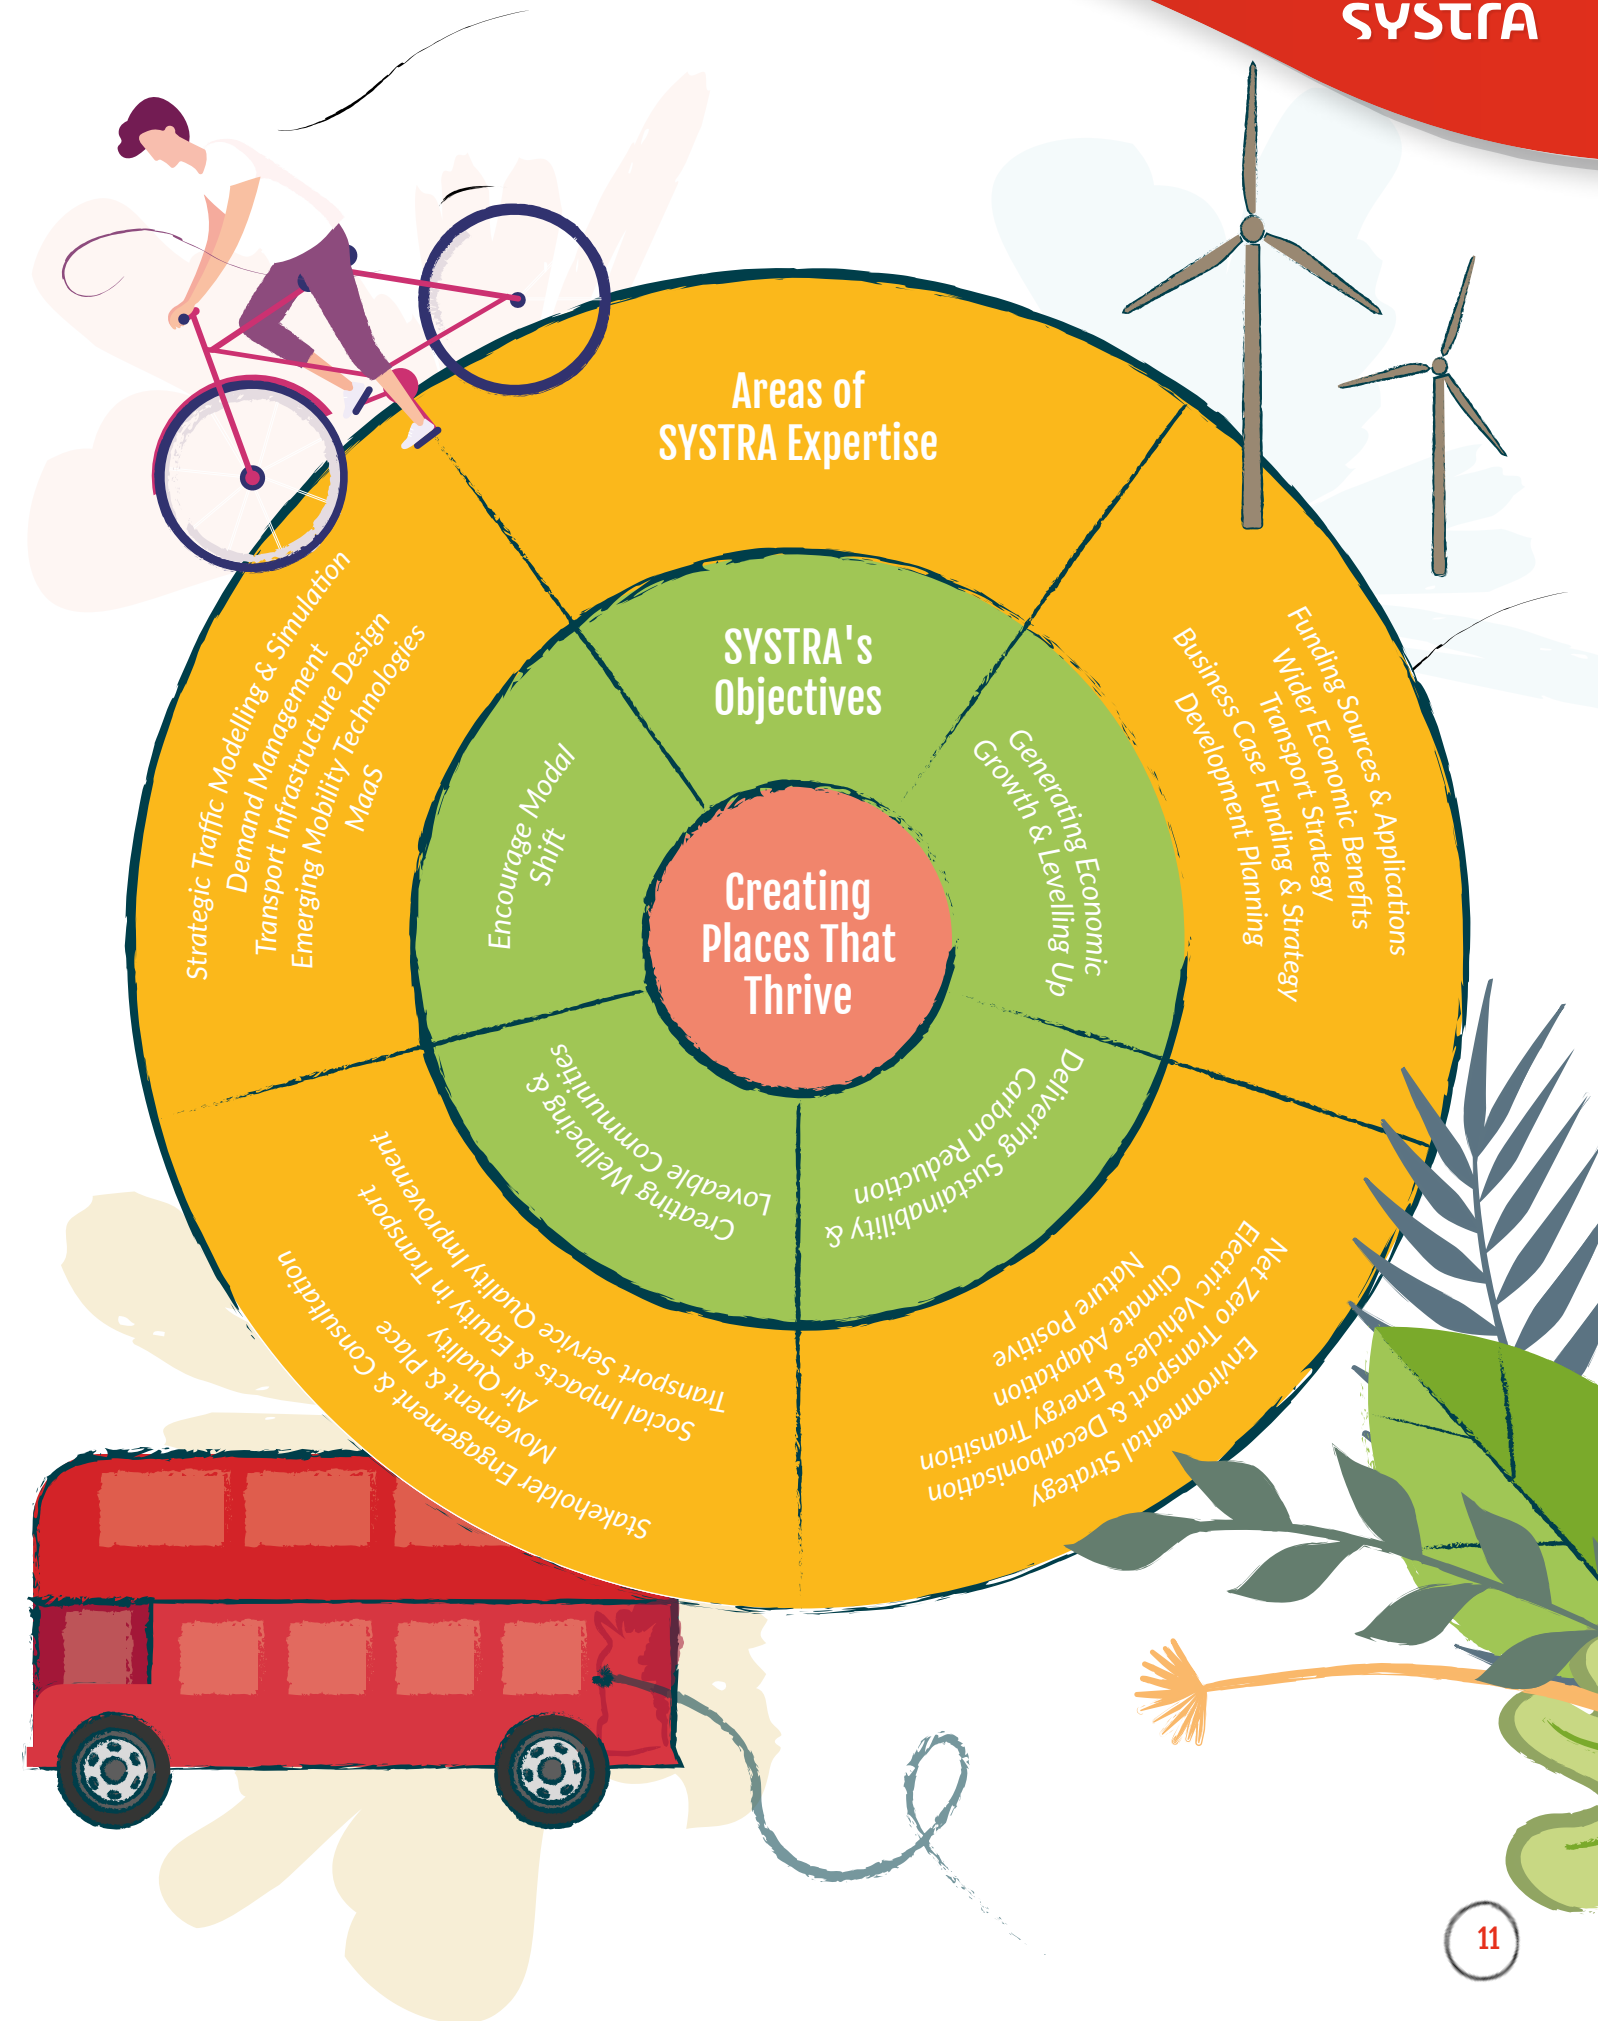 SYSTRA
Areas of
SYSTRA Expertise
SYSTRA's
Objectives
Creating
Places That
Thrive
Generating Economic
Growth & Levelling Up
Funding Sources & Applications
Wider Economic Benefits
Transport Strategy
Business Case Funding & Strategy
Development Planning
Delivering Sustainability &
Carbon Reduction
Environmental Strategy
Net Zero Transport & Decarbonisation
Electric Vehicles & Energy Transition
Climate Adaptation
Nature Positive
Creating Wellbeing &
Loveable Communities
Stakeholder Engagement & Consultation
Movement & Place
Air Quality
Social Impacts & Equity in Transport
Transport Service Quality Improvement
Encourage Modal
Shift
Strategic Traffic Modelling & Simulation
Demand Management
Transport Infrastructure Design
Emerging Mobility Technologies
MaaS
11